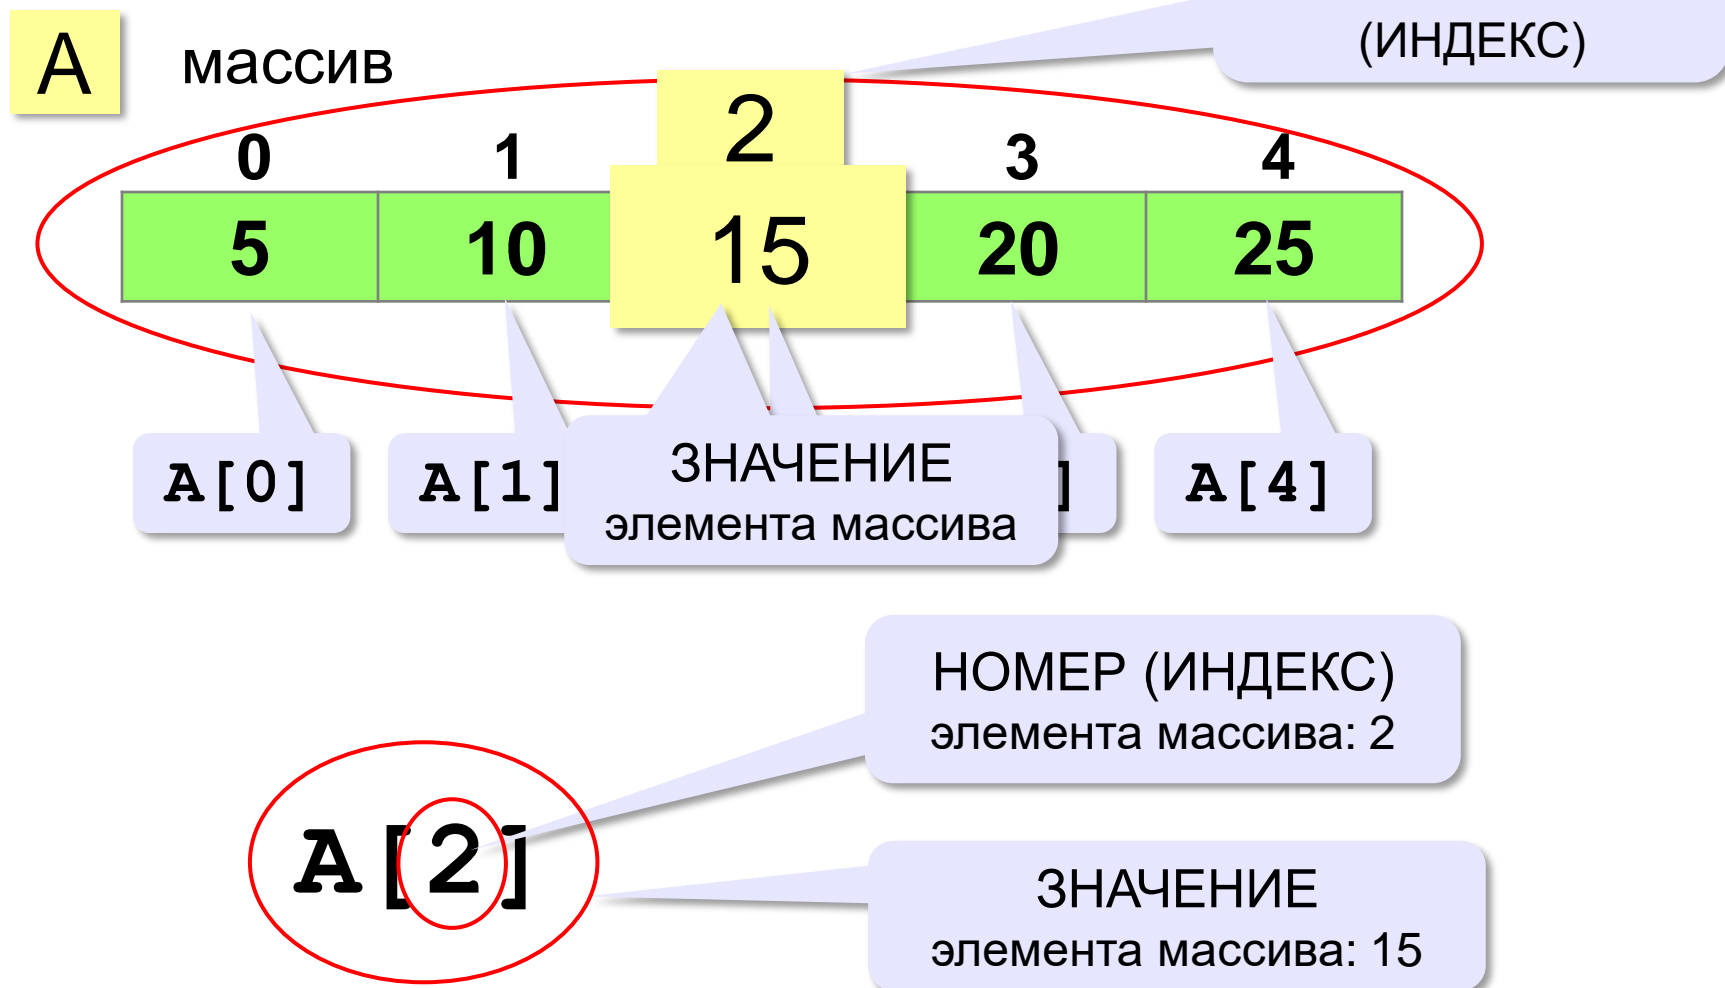 (ИНДЕКС)
A массив
0 1 2 3 4
5 10 15 20 25
A[0] A[1] ] A[4]
ЗНАЧЕНИЕ
элемента массива
НОМЕР (ИНДЕКС)
элемента массива: 2
A[2]
ЗНАЧЕНИЕ
элемента массива: 15